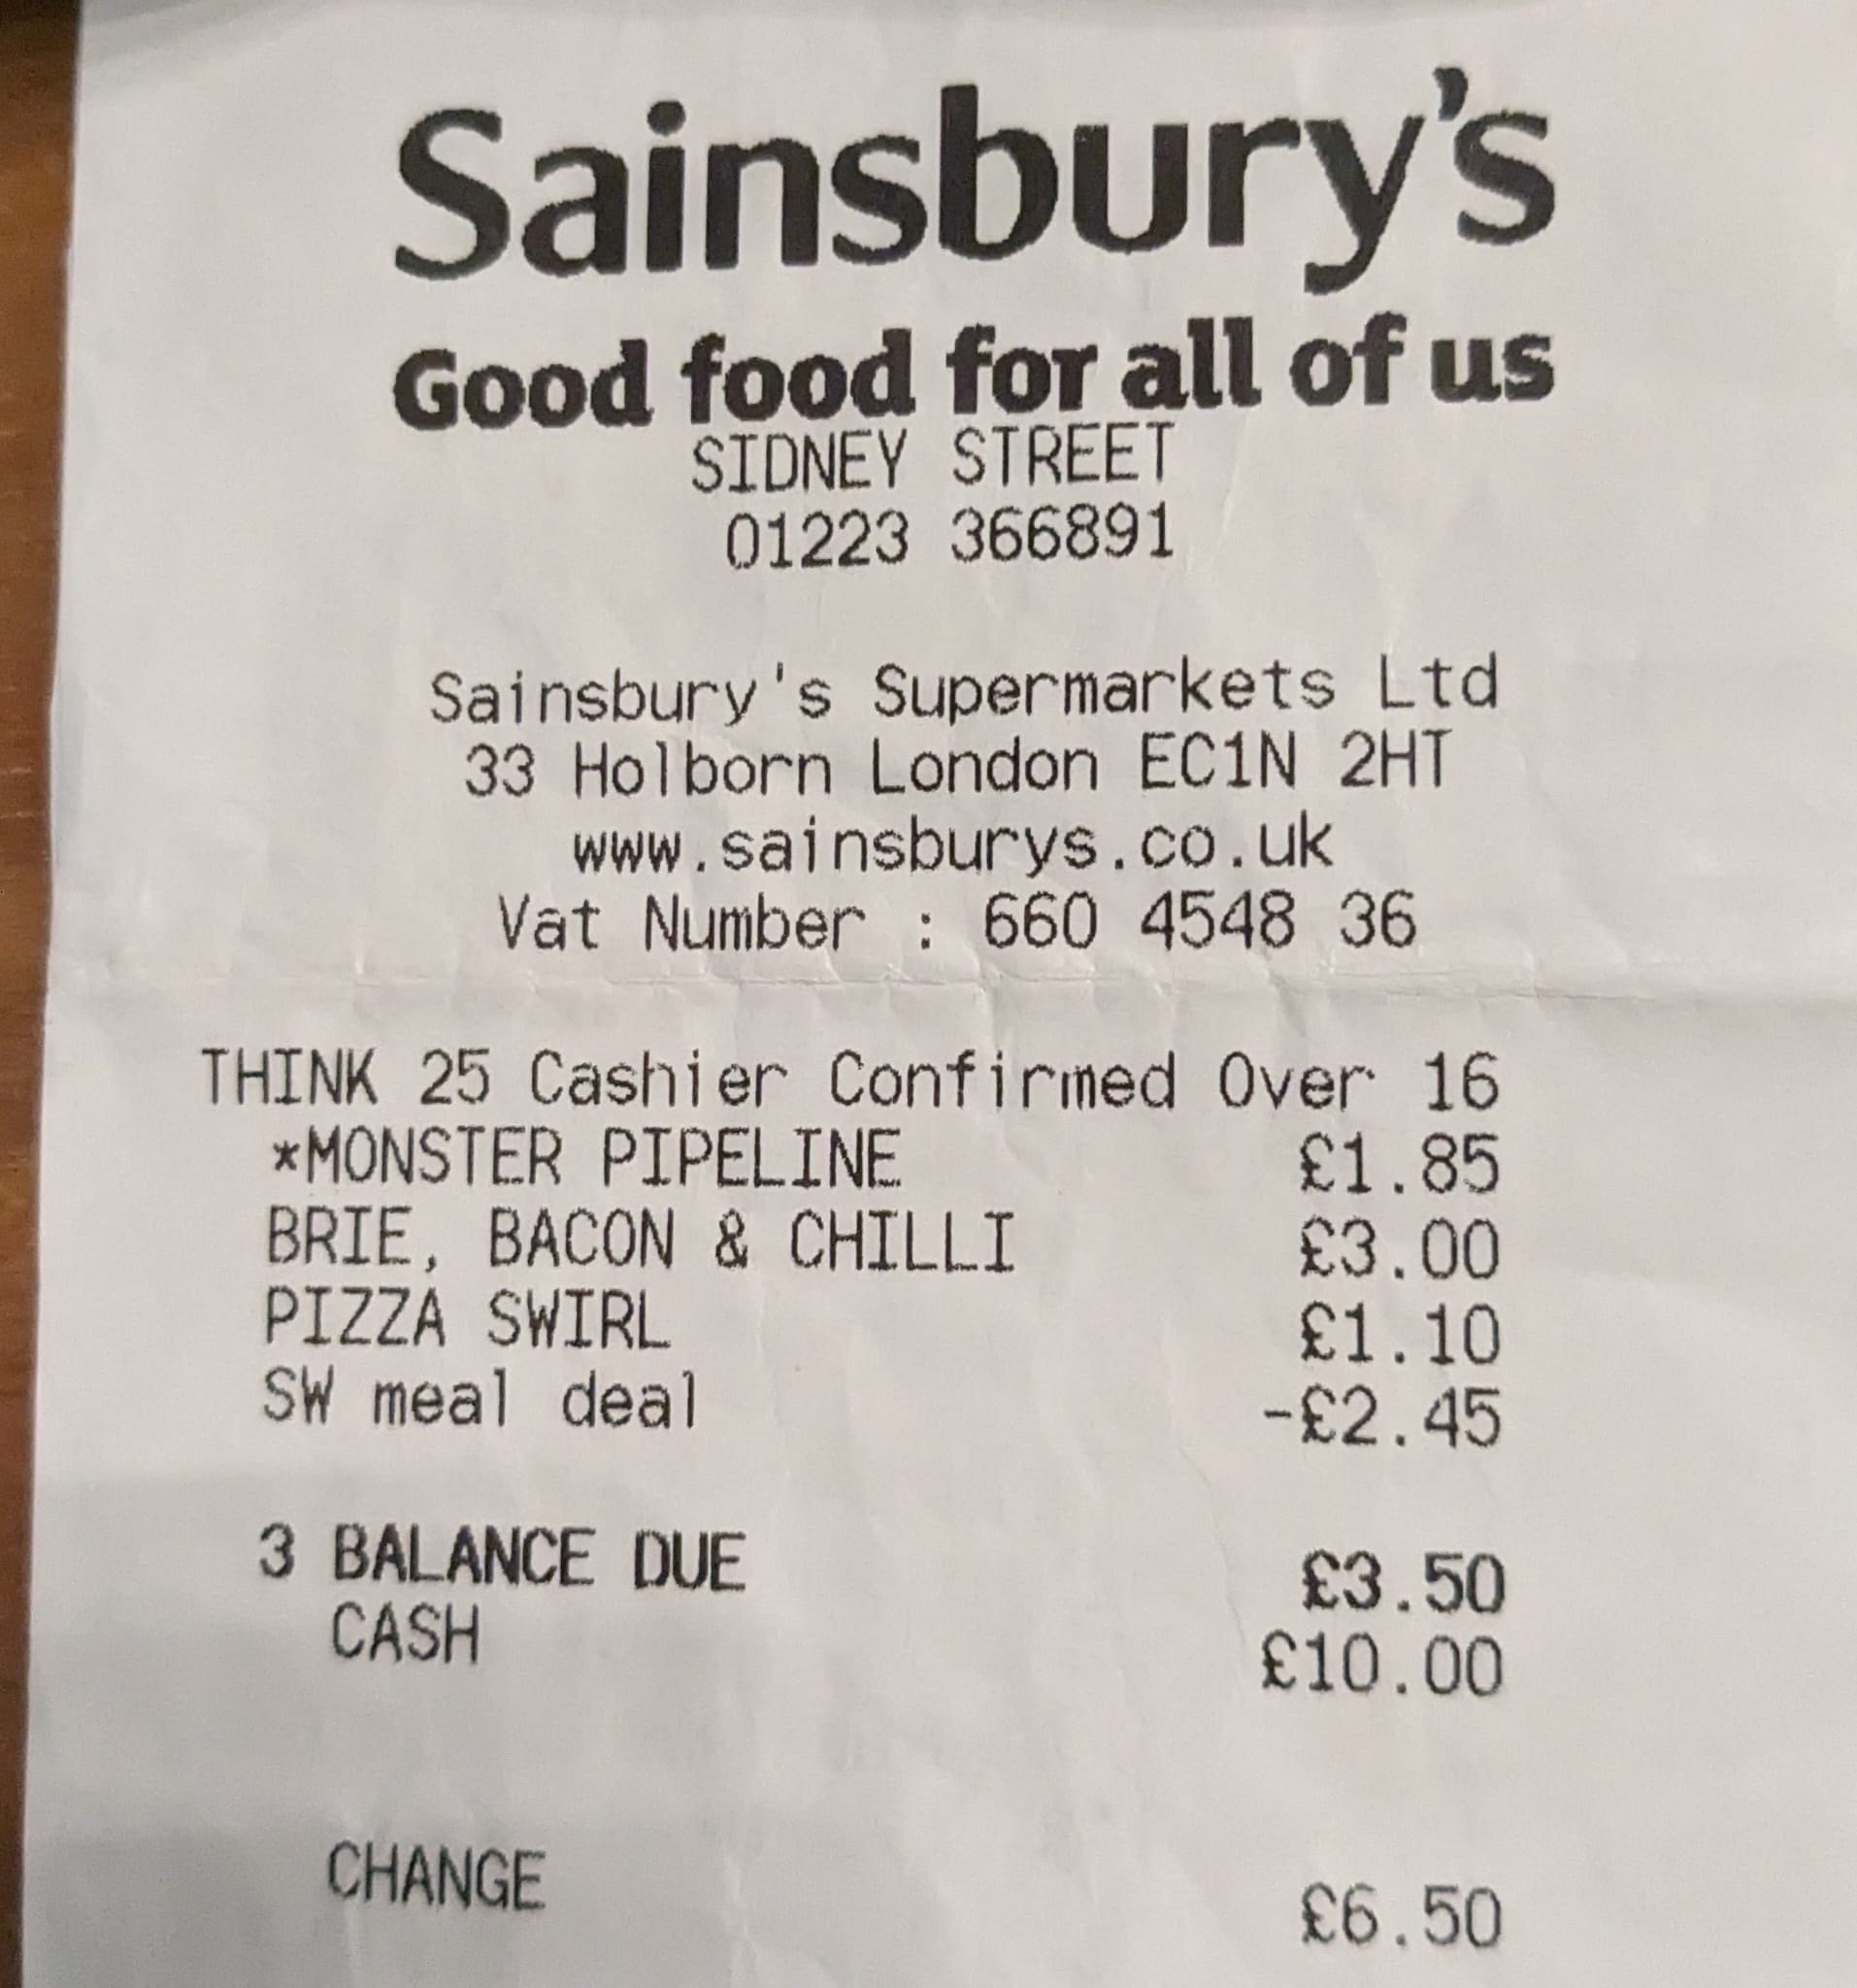 Sainsbury's
Good food for all of us
SIDNEY STREET
01223 366891
Sainsbury's Supermarkets Ltd
33 Holborn London EC1N 2HT
www.sainsburys.co.uk
Vat Number : 660 4548 36
THINK 25 Cashier Confirmed Over 16
*MONSTER PIPELINE £1.85
BRIE, BACON & CHILLI £3.00
PIZZA SWIRL £1.10
SW meal deal -£2.45
3 BALANCE DUE £3.50
CASH £10.00
CHANGE £6.50